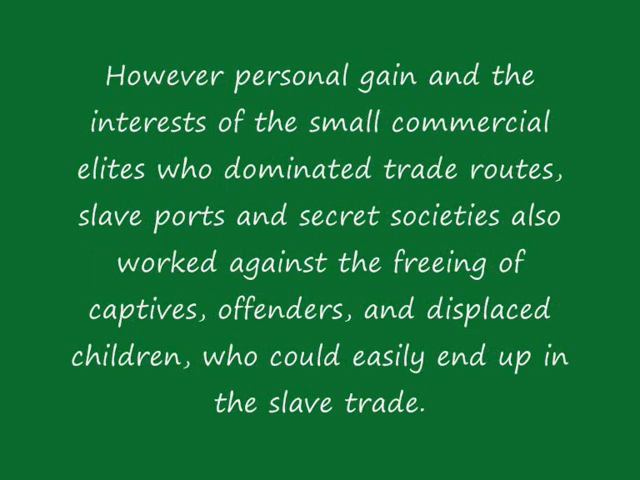 However personal gain and the
interests of the small commercial
elites who dominated trade routes,
slave ports and secret societies also
worked against the freeing of
captives, offenders, and displaced
children, who could easily end up in
the slave trade.